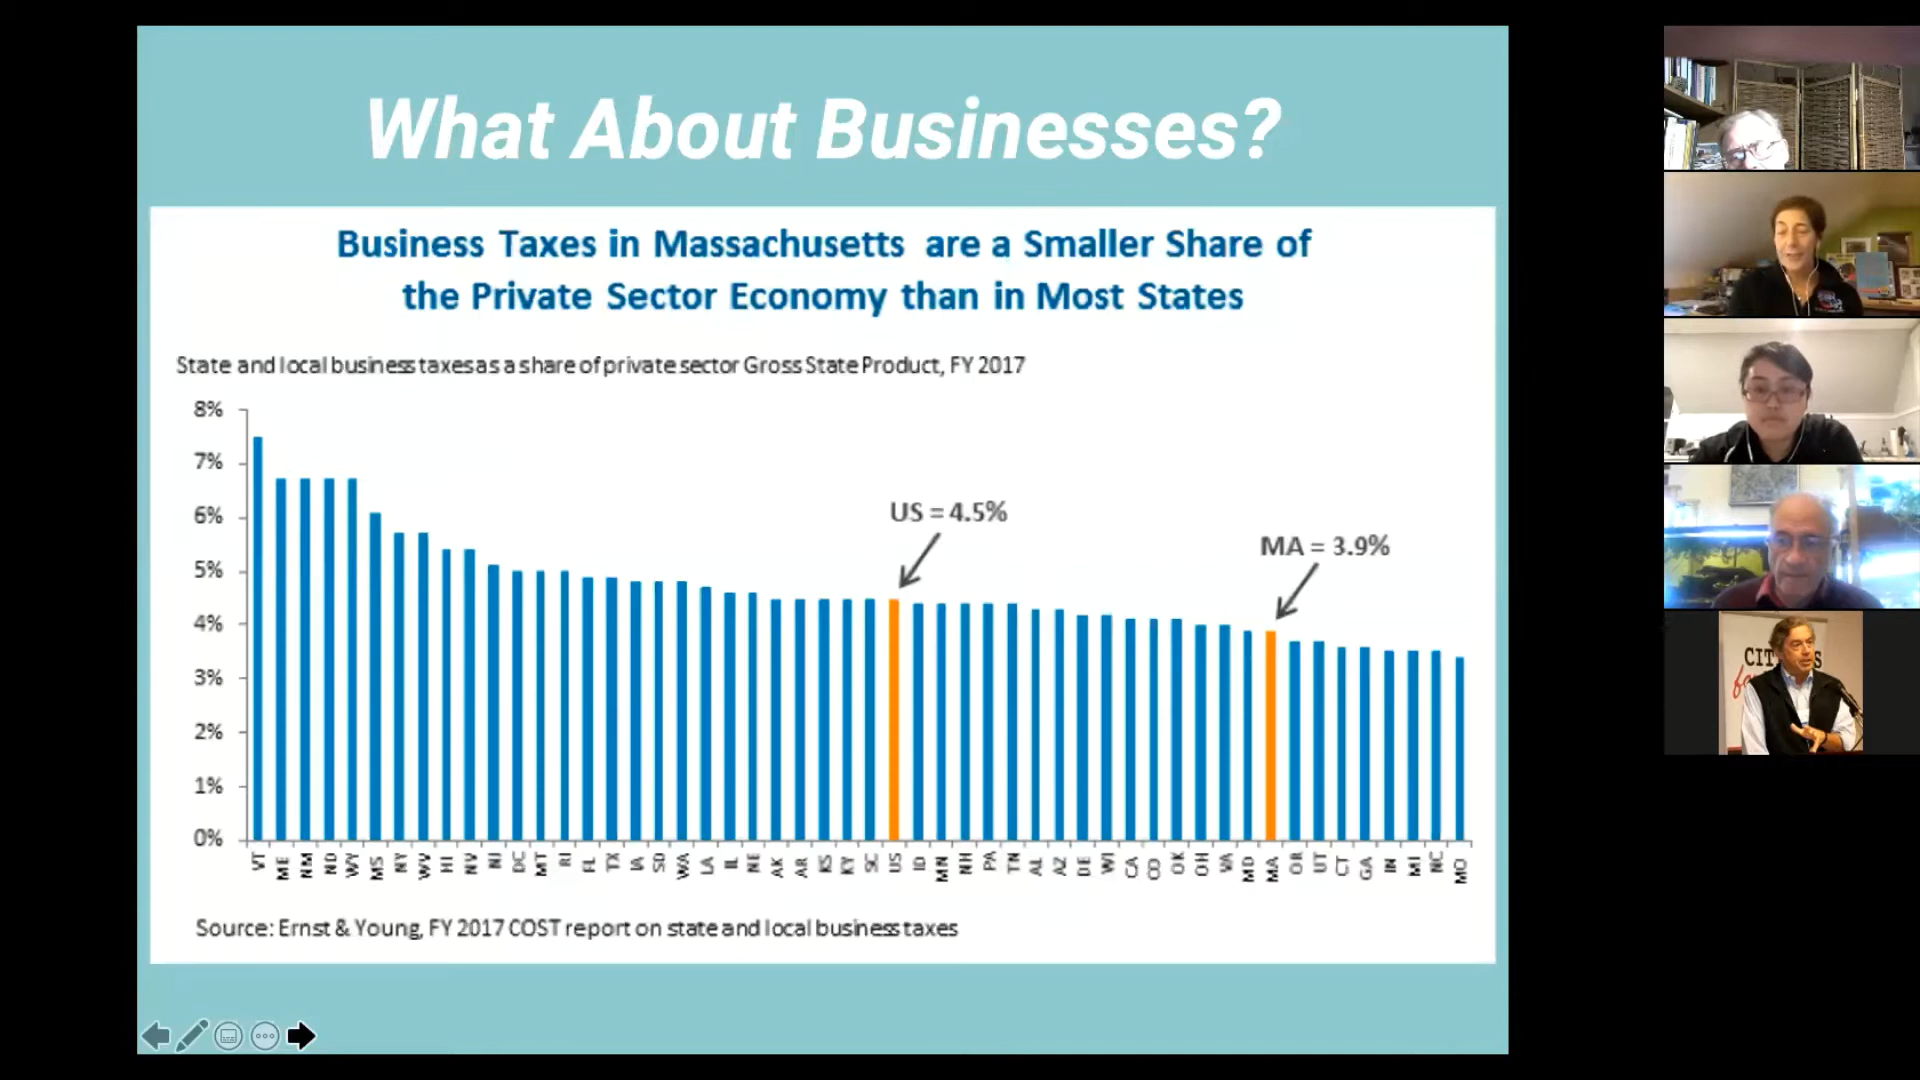 What About Businesses?
Business Taxes in Massachusetts are a Smaller Share of
the Private Sector Economy than in Most States
State and local business taxes as a share of private sector Gross State Product, FY 2017
8%
7%
6%
5%
4%
3%
2%
1%
0%
US = 4.5%
MA = 3.9%
VT ME NM ND WY MS NY WV HI NV NJ DC MT RI FL TX IA SD WA LA IL NE AK AR KS KY SC US ID MN NH PA TN AL AZ DE WI CA CO OK OH VA MD MA OR UT CT GA IN MI NC MO
Source: Ernst & Young, FY 2017 COST report on state and local business taxes